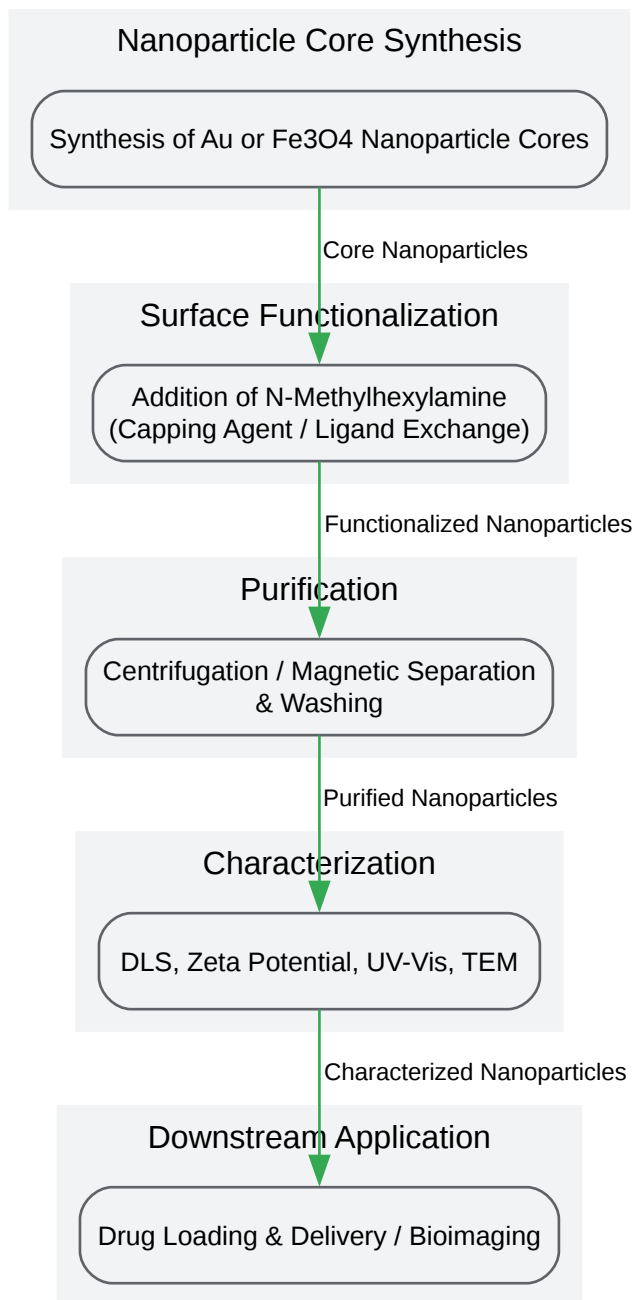 Nanoparticle Core Synthesis
Synthesis of Au or Fe3O4 Nanoparticle Cores
Core Nanoparticles
Surface Functionalization
Addition of N-Methylhexylamine
(Capping Agent / Ligand Exchange)
Functionalized Nanoparticles
Purification
Centrifugation / Magnetic Separation
& Washing
Purified Nanoparticles
Characterization
DLS, Zeta Potential, UV-Vis, TEM
Characterized Nanoparticles
Downstream Application
Drug Loading & Delivery / Bioimaging